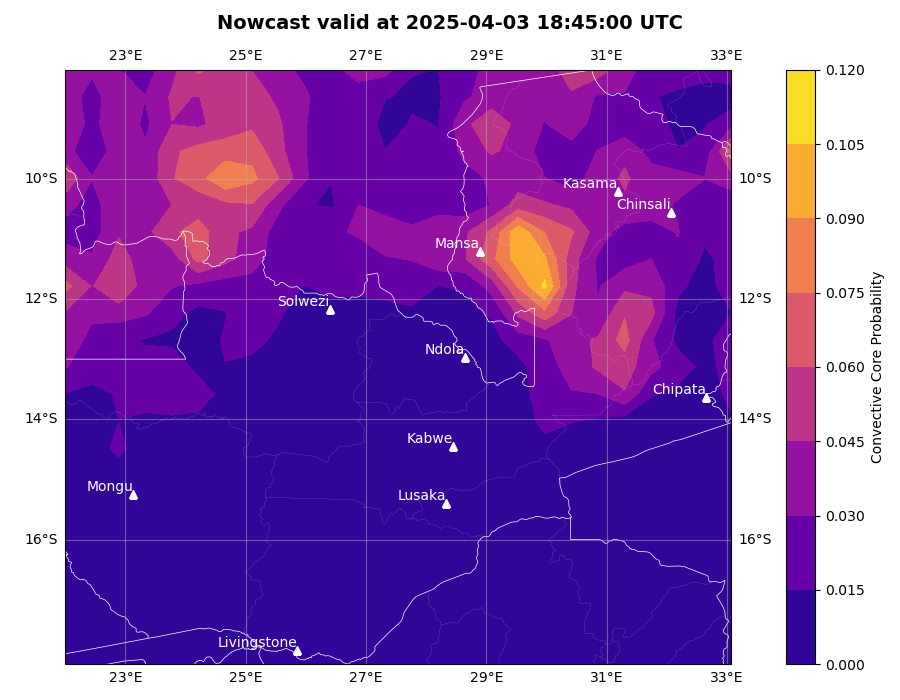 Nowcast valid at 2025-04-03 18:45:00 UTC
23°E 25°E 27°E 29°E 31°E 33°E
0.120
0.105
10°S Kasama 10°S
Chinsali
0.090
Mansa
0.075
12°S Solwezi 12°S
Ndola
0.060
Chipata
14°S 14°S
Kabwe
0.045
Mongu
Lusaka
0.030
16°S 16°S
0.015
Livingstone
0.000
23°E 25°E 27°E 29°E 31°E 33°E
Convective Core Probability